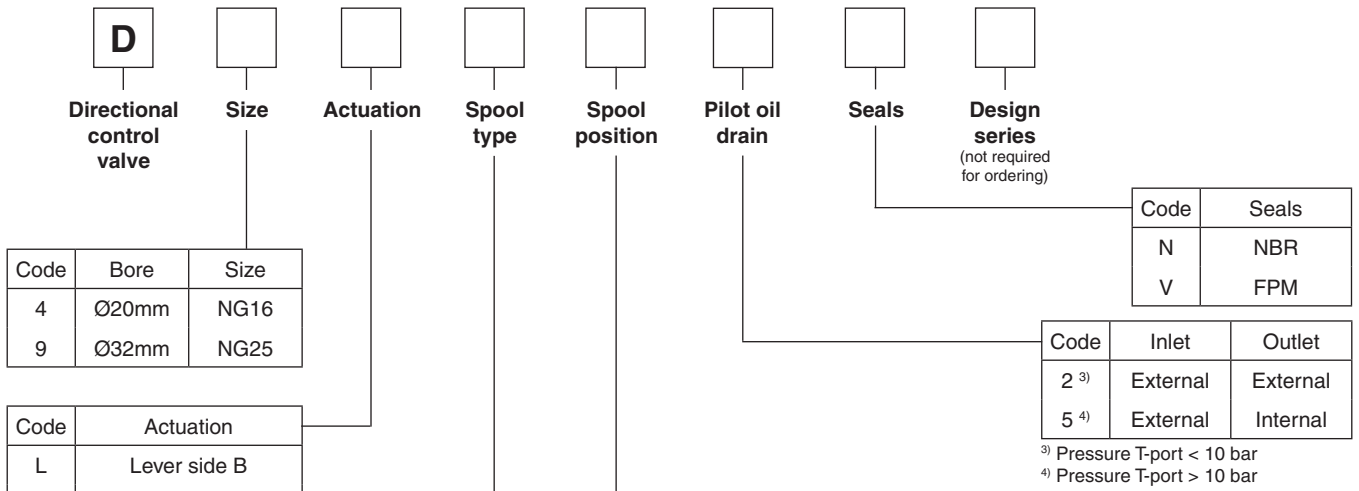 D
Directional control valve
Size
Actuation
Spool type
Spool position
Pilot oil drain
Seals
Design series
(not required for ordering)
Code Seals
N NBR
V FPM
Code Bore Size
4 Ø20mm NG16
9 Ø32mm NG25
Code Inlet Outlet
2 ³⁾ External External
5 ⁴⁾ External Internal
³⁾ Pressure T-port < 10 bar
⁴⁾ Pressure T-port > 10 bar
Code Actuation
L Lever side B